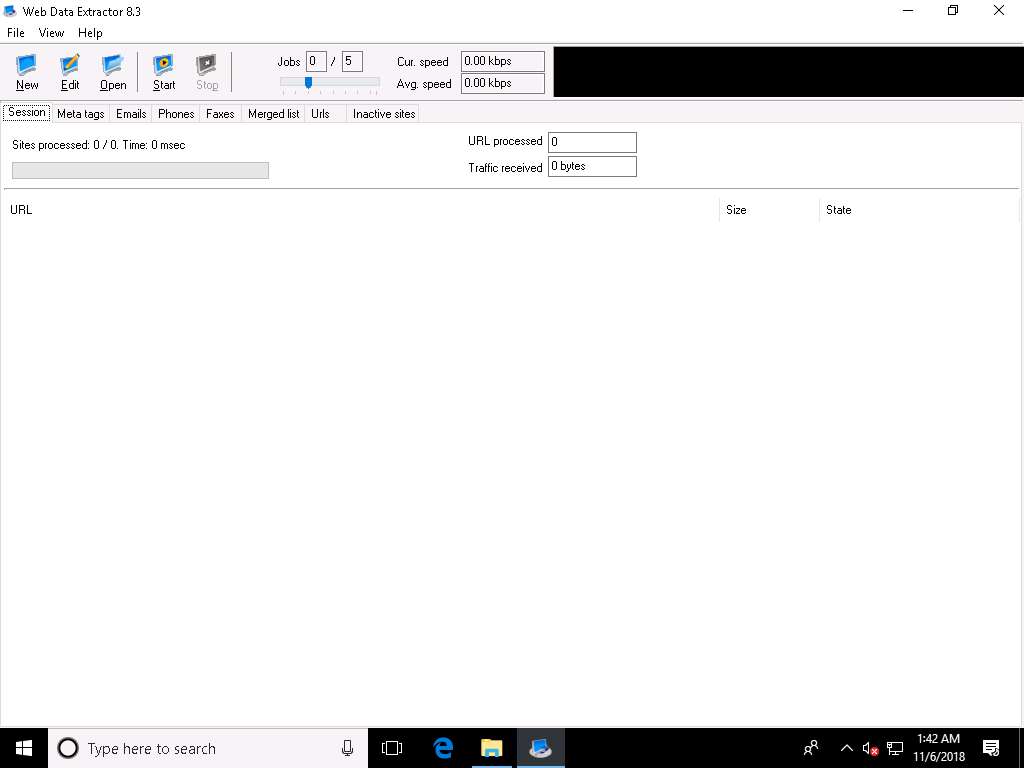 Web Data Extractor 8.3
File View Help
New Edit Open Start Stop
Jobs 0 / 5
Cur. speed 0.00 kbps
Avg. speed 0.00 kbps
Session Meta tags Emails Phones Faxes Merged list Urls Inactive sites
Sites processed: 0 / 0. Time: 0 msec
URL processed 0
Traffic received 0 bytes
URL Size State
Type here to search
1:42 AM
11/6/2018